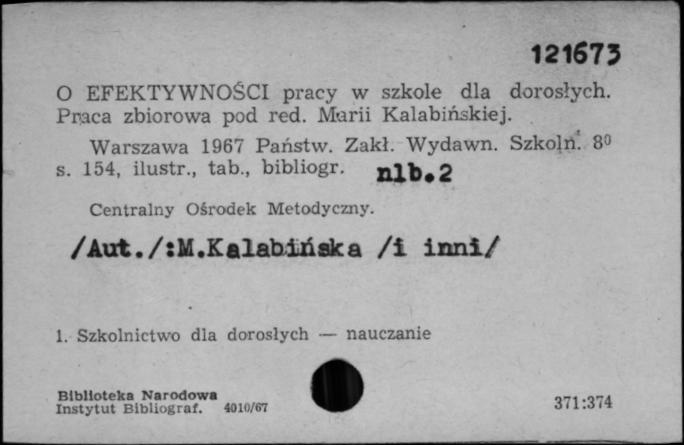 121673
O EFEKTYWNOŚCI pracy w szkole dla dorosłych.
Praca zbiorowa pod red. Marii Kalabińskiej.
Warszawa 1967 Państw. Zakł. Wydawn. Szkoln. 8⁰
s. 154, ilustr., tab., bibliogr. nlb.2
Centralny Ośrodek Metodyczny.
/Aut./:M.Kalabińska /i inni/
1. Szkolnictwo dla dorosłych — nauczanie
Biblioteka Narodowa
Instytut Bibliograf. 4010/67
371:374